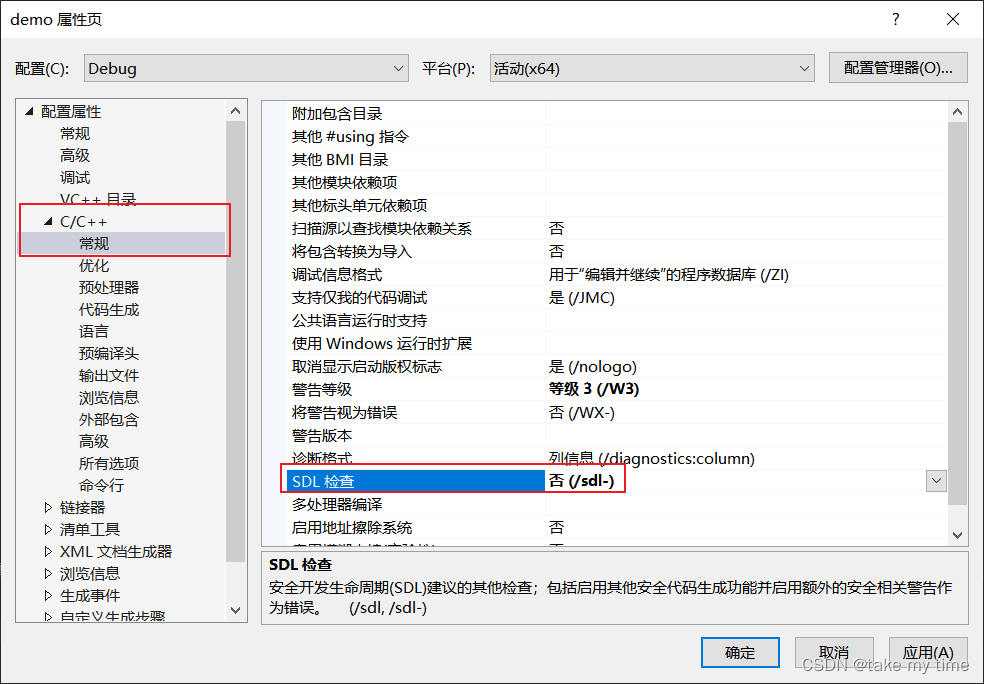 demo 属性页
?
配置(C):
Debug
平台(P):
活动(x64)
配置管理器(O)...
配置属性
常规
高级
调试
VC++ 目录
C/C++
常规
优化
预处理器
代码生成
语言
预编译头
输出文件
浏览信息
外部包含
高级
所有选项
命令行
链接器
清单工具
XML 文档生成器
浏览信息
生成事件
自定义生成步骤
附加包含目录
其他 #using 指令
其他 BMI 目录
其他模块依赖项
其他标头单元依赖项
扫描源以查找模块依赖关系 否
将包含转换为导入 否
调试信息格式 用于“编辑并继续”的程序数据库 (/ZI)
支持仅我的代码调试 是 (/JMC)
公共语言运行时支持
使用 Windows 运行时扩展
取消显示启动版权标志 是 (/nologo)
警告等级 等级 3 (/W3)
将警告视为错误 否 (/WX-)
警告版本
诊断格式 列信息 (/diagnostics:column)
SDL 检查 否 (/sdl-)
多处理器编译
启用地址擦除系统 否
SDL 检查
安全开发生命周期(SDL)建议的其他检查；包括启用其他安全代码生成功能并启用额外的安全相关警告作
为错误。 (/sdl, /sdl-)
确定
取消
应用(A)
CSDN @take my time